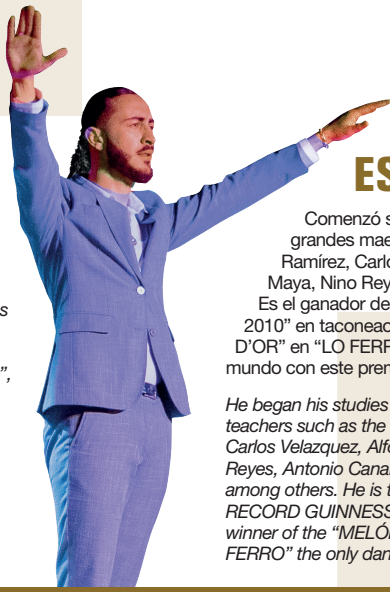 s
",
ES
Comenzó s
grandes mae
Ramírez, Carlo
Maya, Nino Rey
Es el ganador de
2010” en taconeac
D’OR” en “LO FERR
mundo con este prem
He began his studies
teachers such as the
Carlos Velazquez, Alfo
Reyes, Antonio Cana
among others. He is t
RECORD GUINNESS
winner of the “MELÓ
FERRO” the only dan